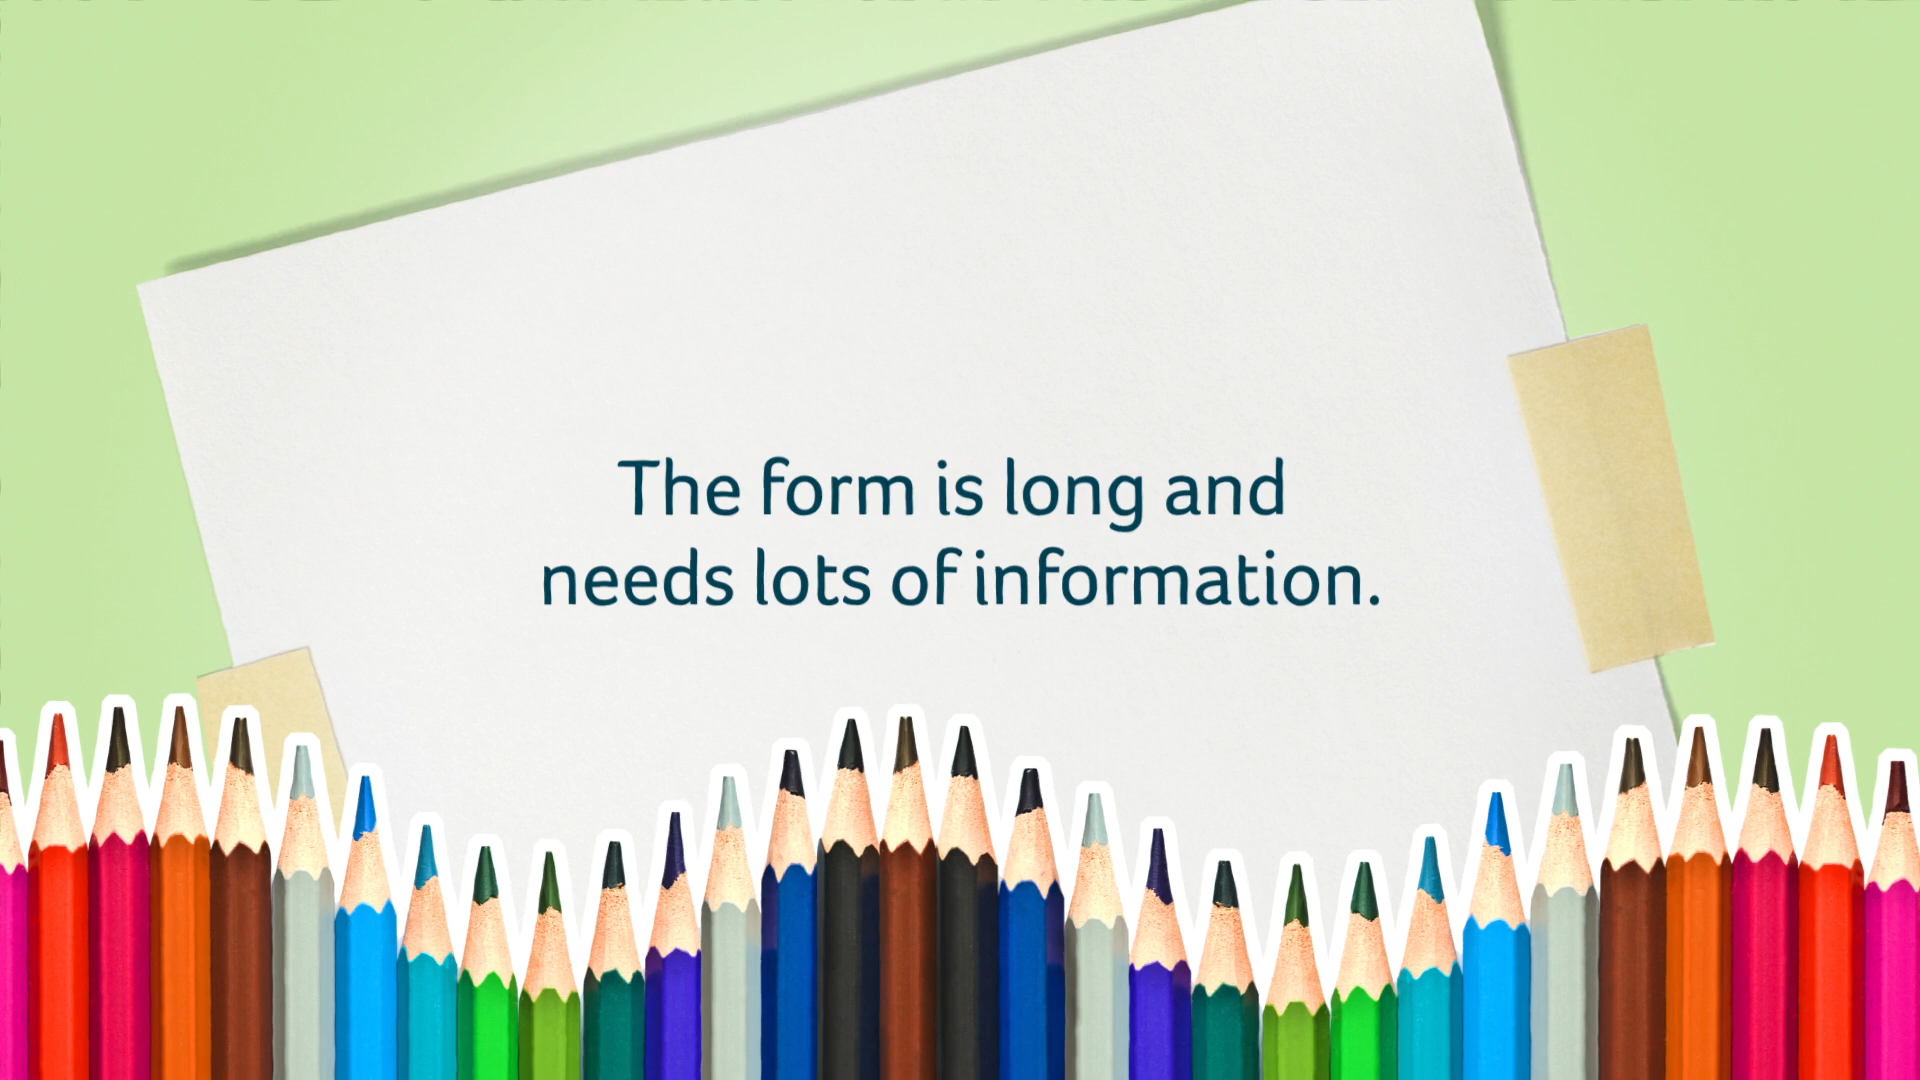 The form is long and
needs lots of information.